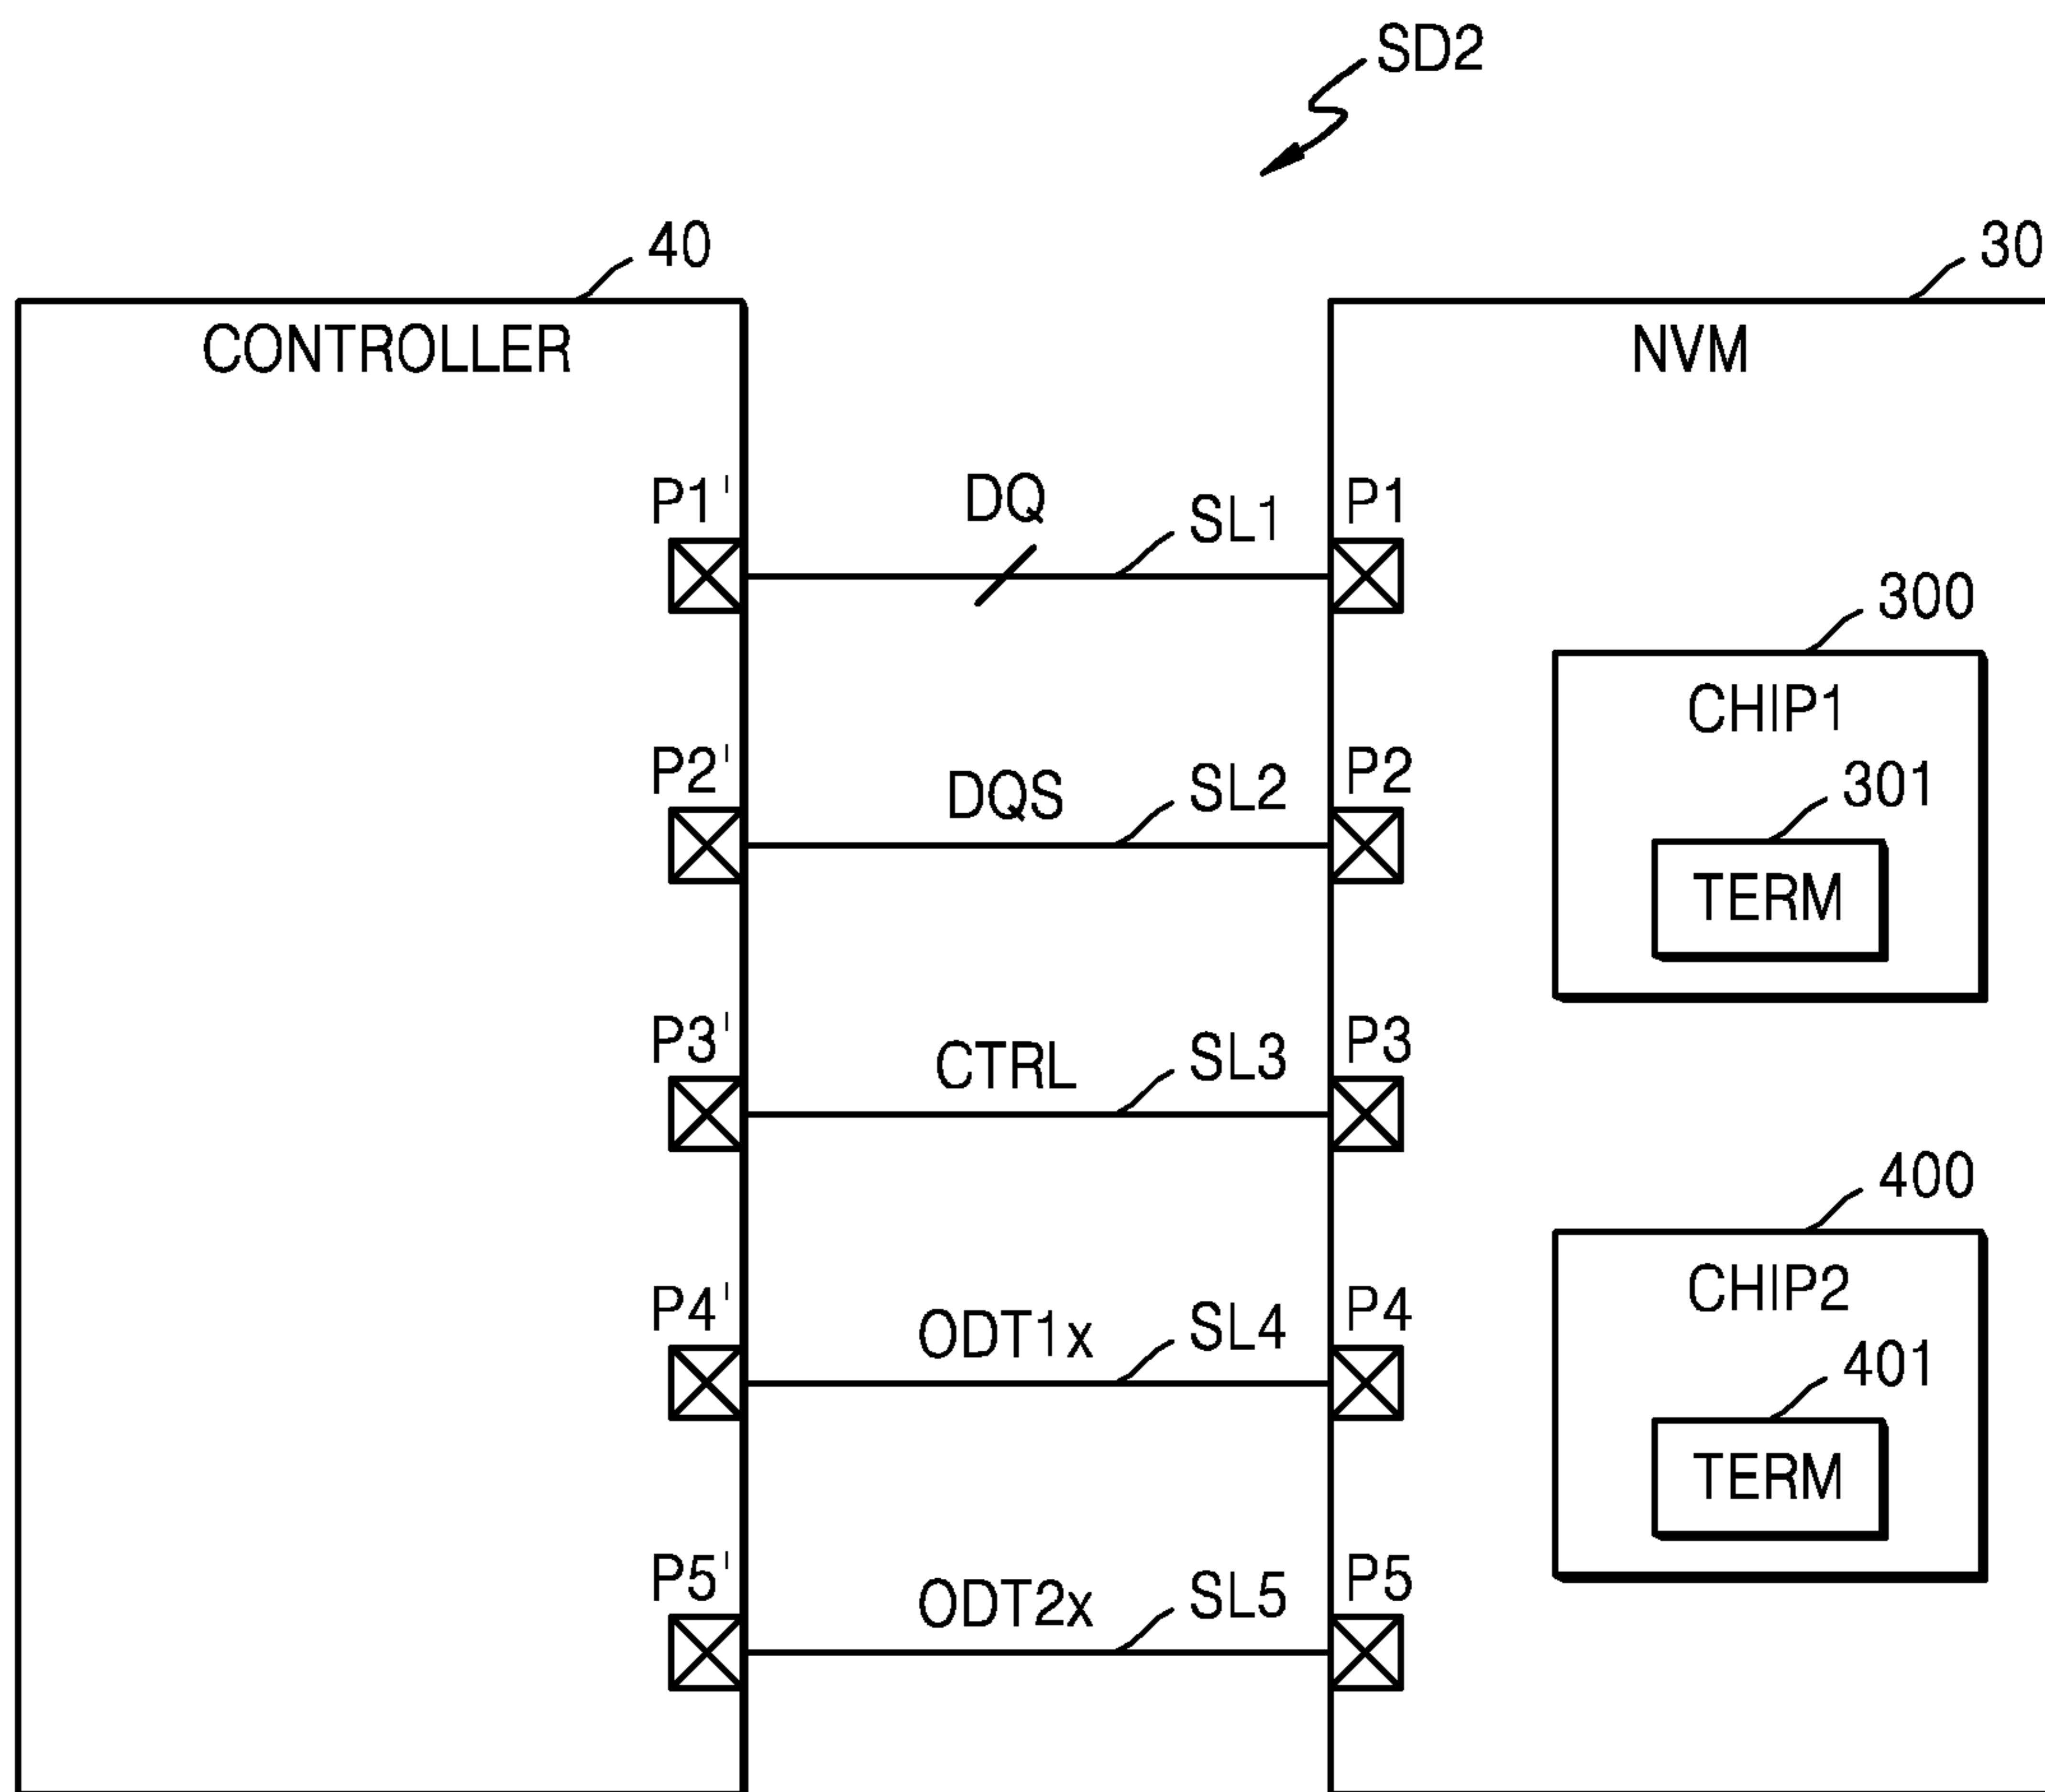 SD2
40
30
CONTROLLER
NVM
P1'
DQ
SL1
P1
300
CHIP1
301
TERM
P2'
DQS
SL2
P2
P3'
CTRL
SL3
P3
400
CHIP2
401
TERM
P4'
ODT1x
SL4
P4
P5'
ODT2x
SL5
P5